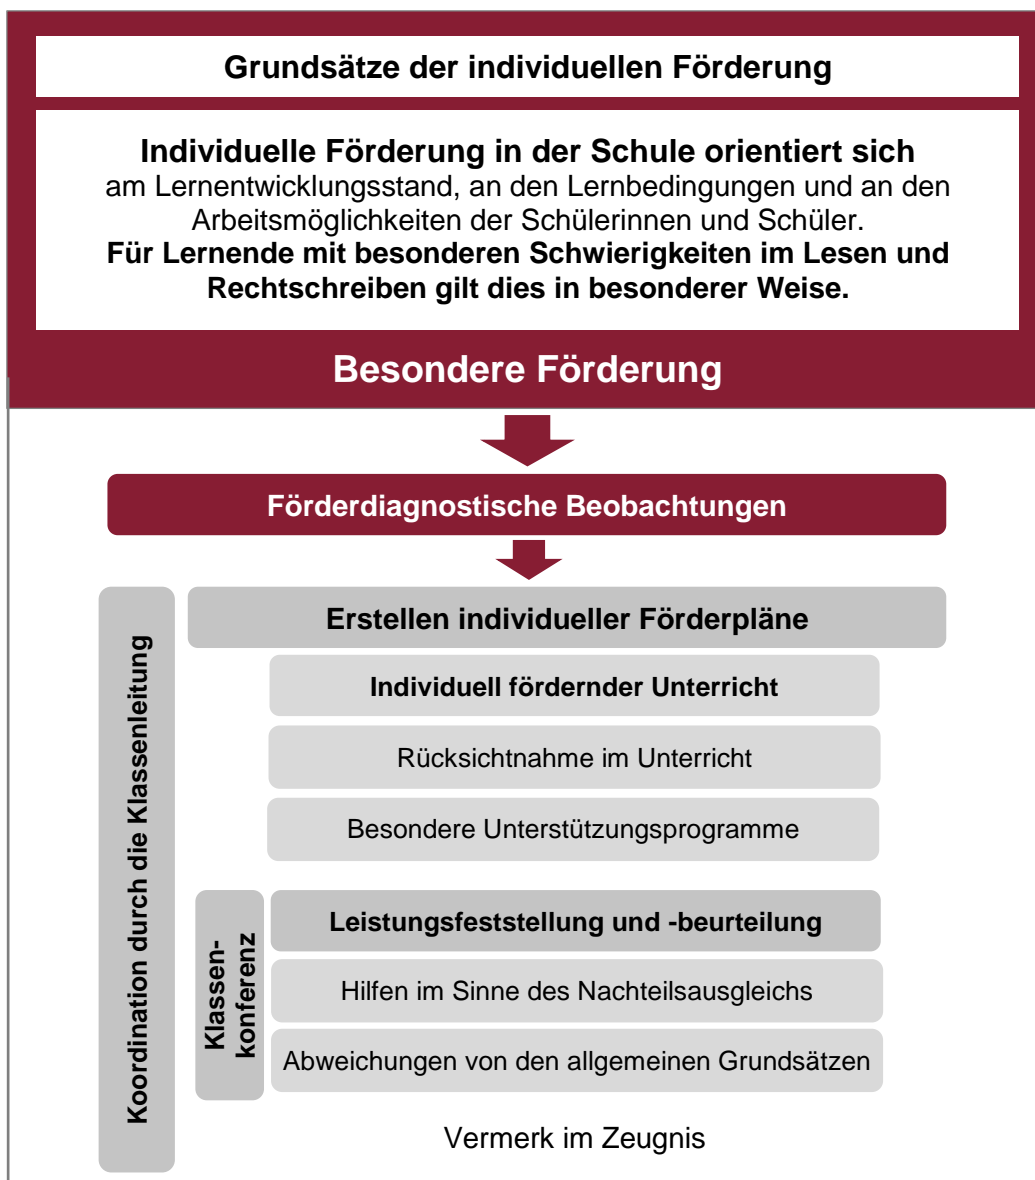 Grundsätze der individuellen Förderung
Individuelle Förderung in der Schule orientiert sich
am Lernentwicklungsstand, an den Lernbedingungen und an den
Arbeitsmöglichkeiten der Schülerinnen und Schüler.
Für Lernende mit besonderen Schwierigkeiten im Lesen und
Rechtschreiben gilt dies in besonderer Weise.
Besondere Förderung
Förderdiagnostische Beobachtungen
Koordination durch die Klassenleitung
Erstellen individueller Förderpläne
Individuell fördernder Unterricht
Rücksichtnahme im Unterricht
Besondere Unterstützungsprogramme
Klassen-
konferenz
Leistungsfeststellung und -beurteilung
Hilfen im Sinne des Nachteilsausgleichs
Abweichungen von den allgemeinen Grundsätzen
Vermerk im Zeugnis